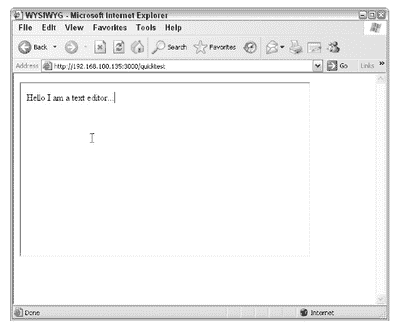 WYSIWYG - Microsoft Internet Explorer
File Edit View Favorites Tools Help
Back Search Favorites
Address http://192.168.100.135:3000/quicktest Go Links »
Hello I am a text editor...
Done Internet